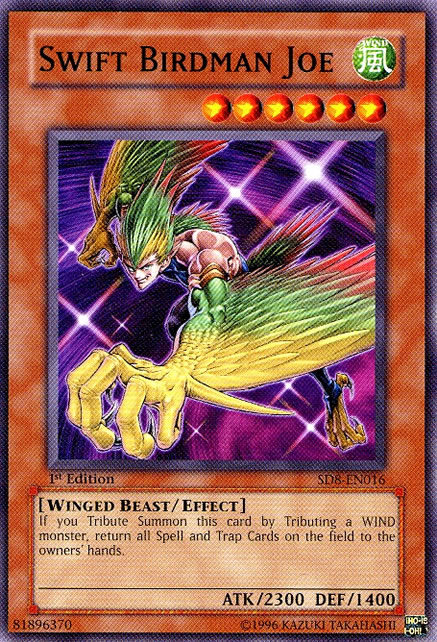 SWIFT BIRDMAN JOE
WIND
風
1st Edition
SD8-EN016
[WINGED BEAST/EFFECT]
If you Tribute Summon this card by Tributing a WIND
monster, return all Spell and Trap Cards on the field to the
owners' hands.
ATK/2300 DEF/1400
81896370
©1996 KAZUKI TAKAHASHI